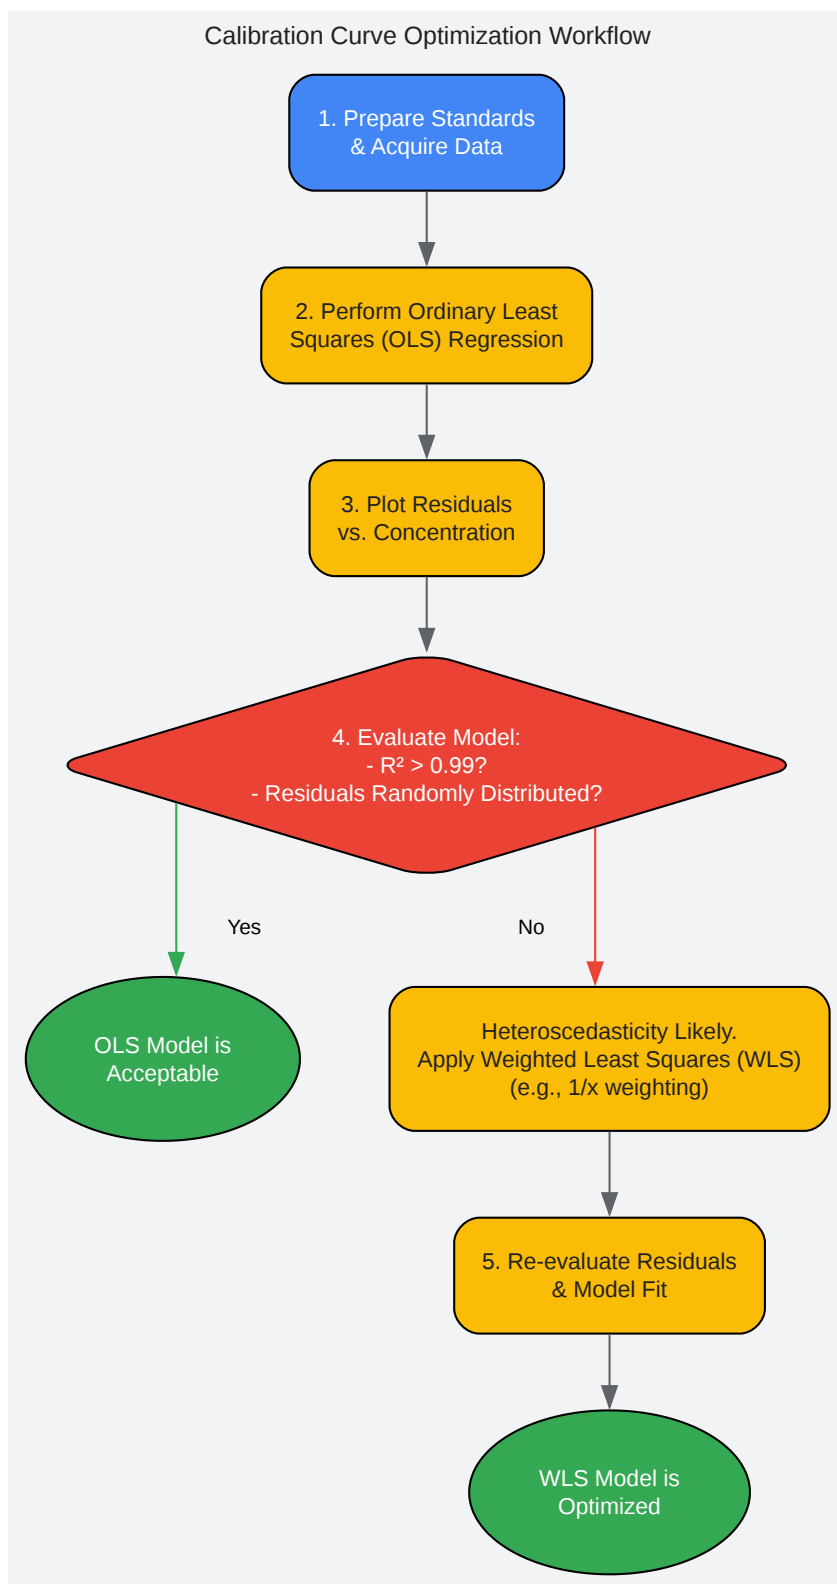 Calibration Curve Optimization Workflow
1. Prepare Standards
& Acquire Data
2. Perform Ordinary Least
Squares (OLS) Regression
3. Plot Residuals
vs. Concentration
4. Evaluate Model:
- R² > 0.99?
- Residuals Randomly Distributed?
Yes
No
OLS Model is
Acceptable
Heteroscedasticity Likely.
Apply Weighted Least Squares (WLS)
(e.g., 1/x weighting)
5. Re-evaluate Residuals
& Model Fit
WLS Model is
Optimized